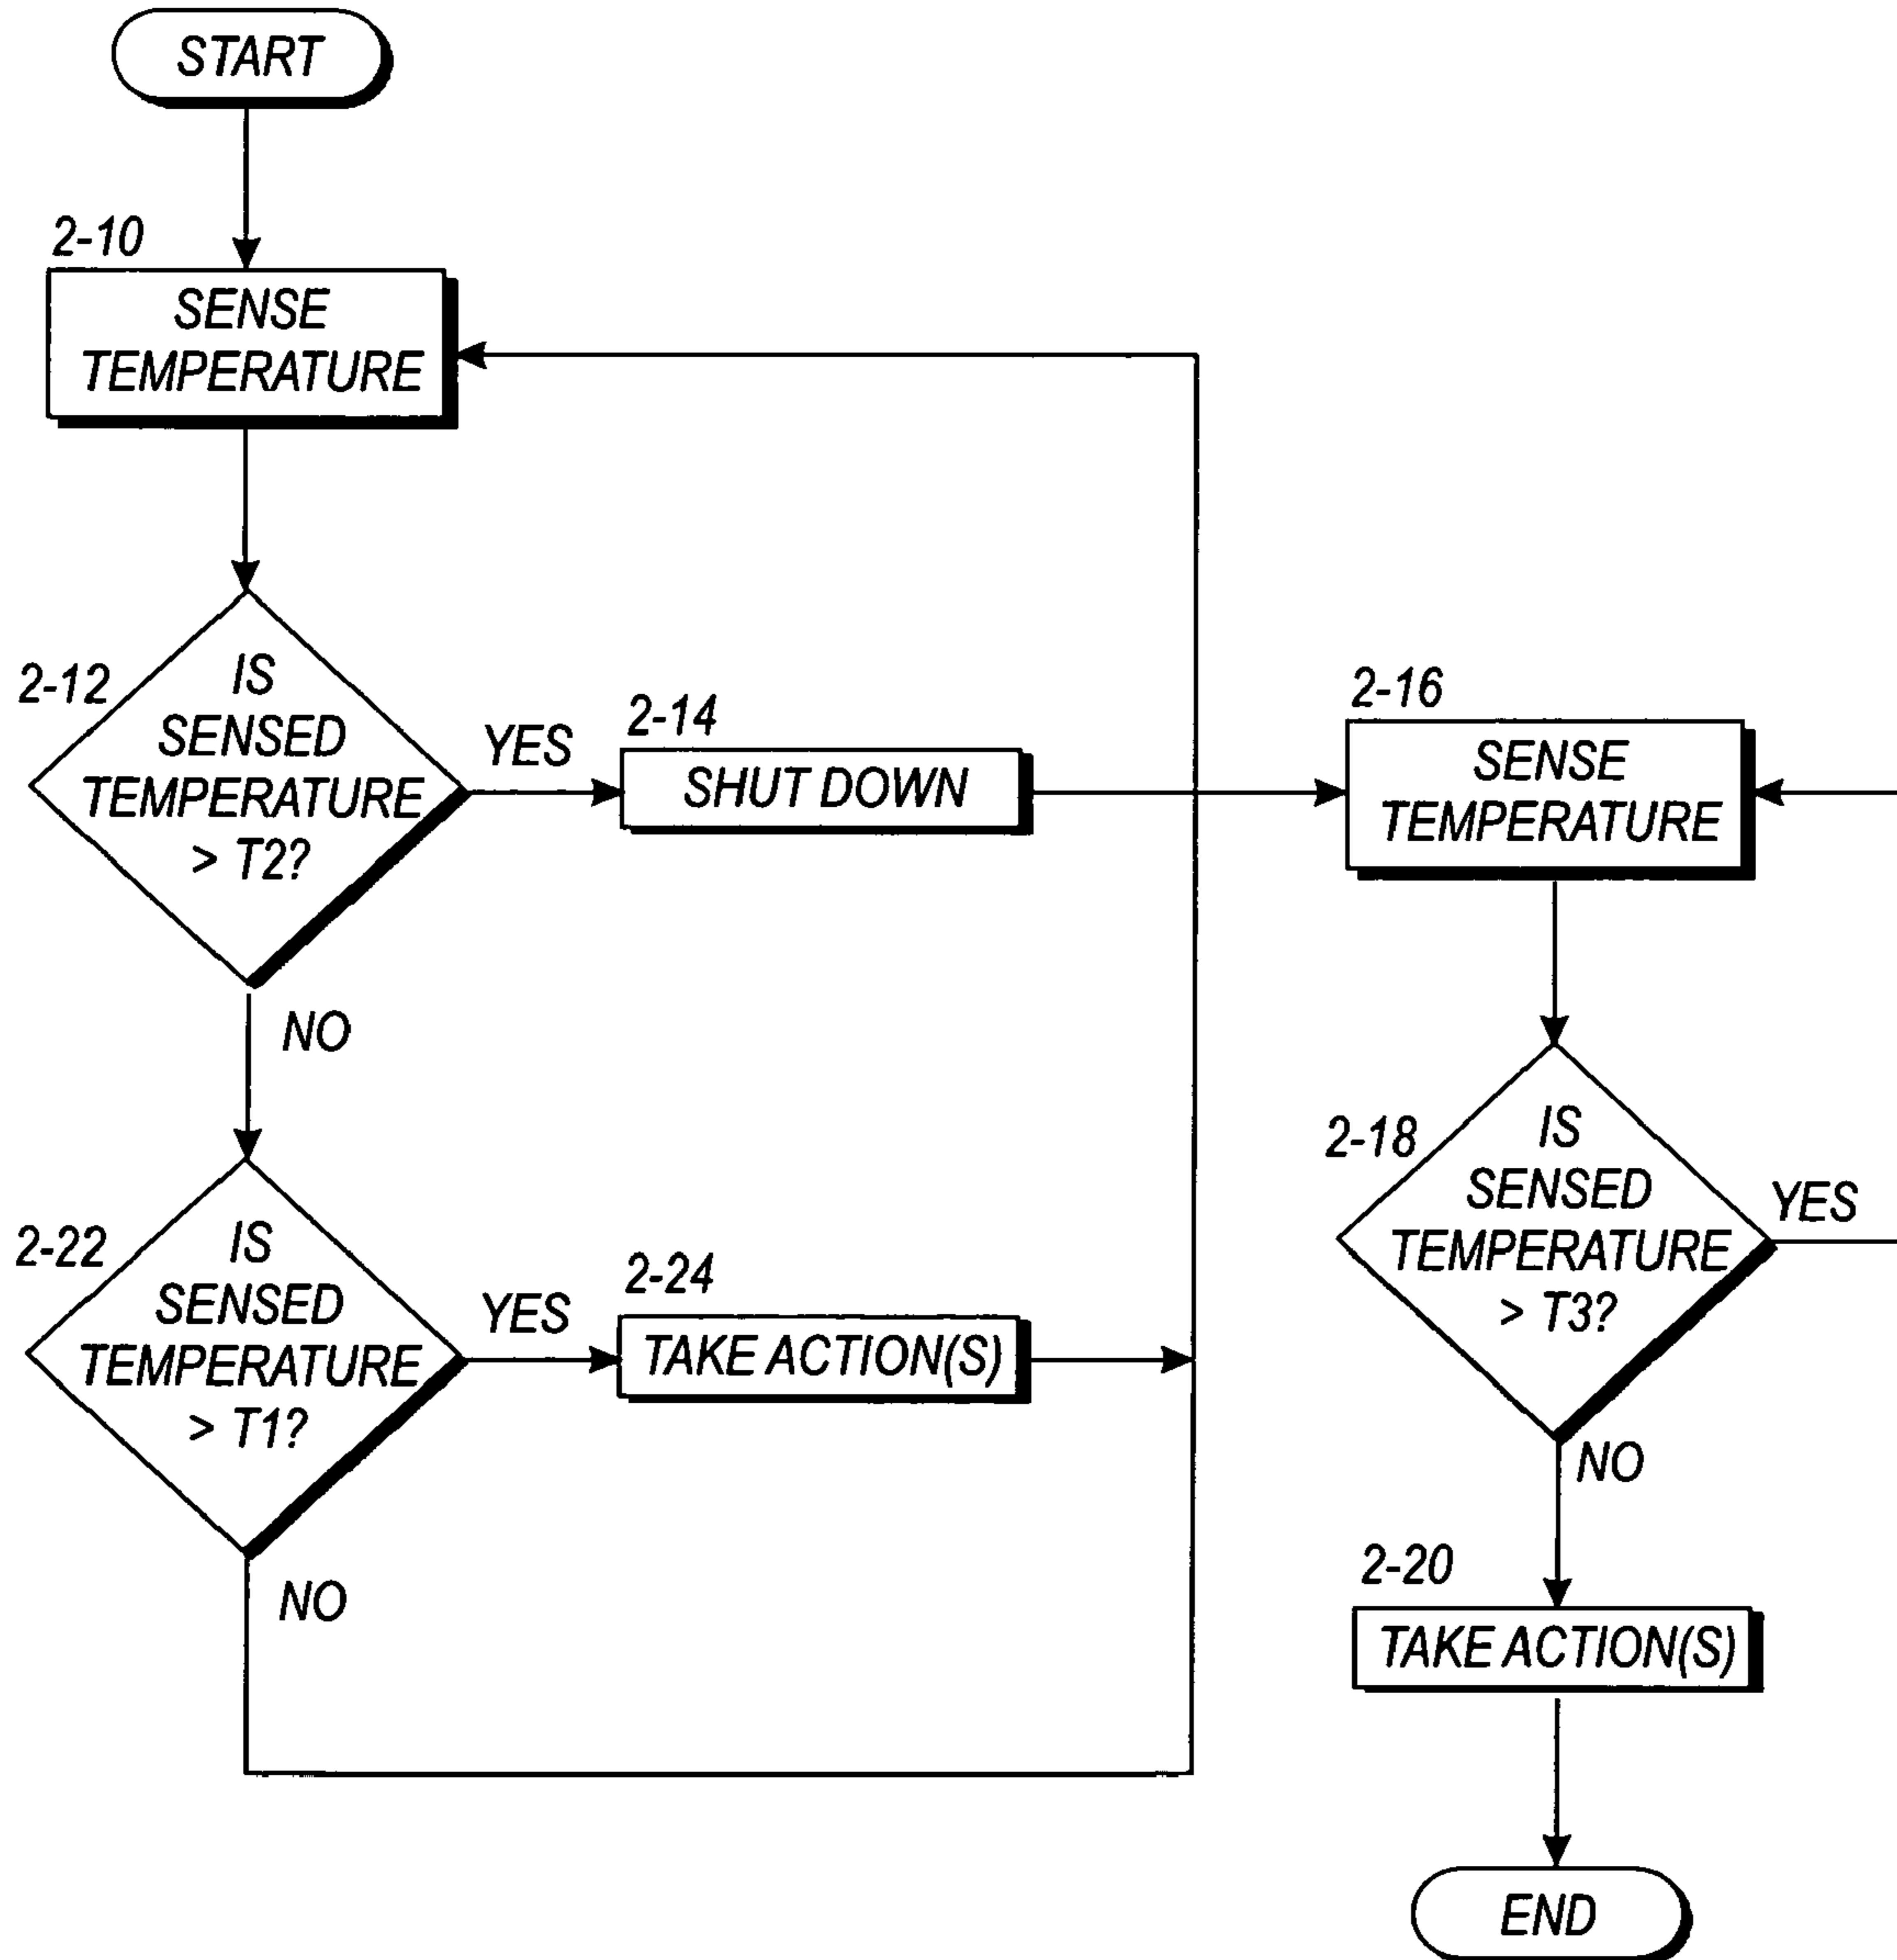 START
2-10
SENSE
TEMPERATURE
2-12
IS
SENSED
TEMPERATURE
> T2?
YES
2-14
SHUT DOWN
NO
2-22
IS
SENSED
TEMPERATURE
> T1?
YES
2-24
TAKE ACTION(S)
NO
2-16
SENSE
TEMPERATURE
2-18
IS
SENSED
TEMPERATURE
> T3?
YES
NO
2-20
TAKE ACTION(S)
END